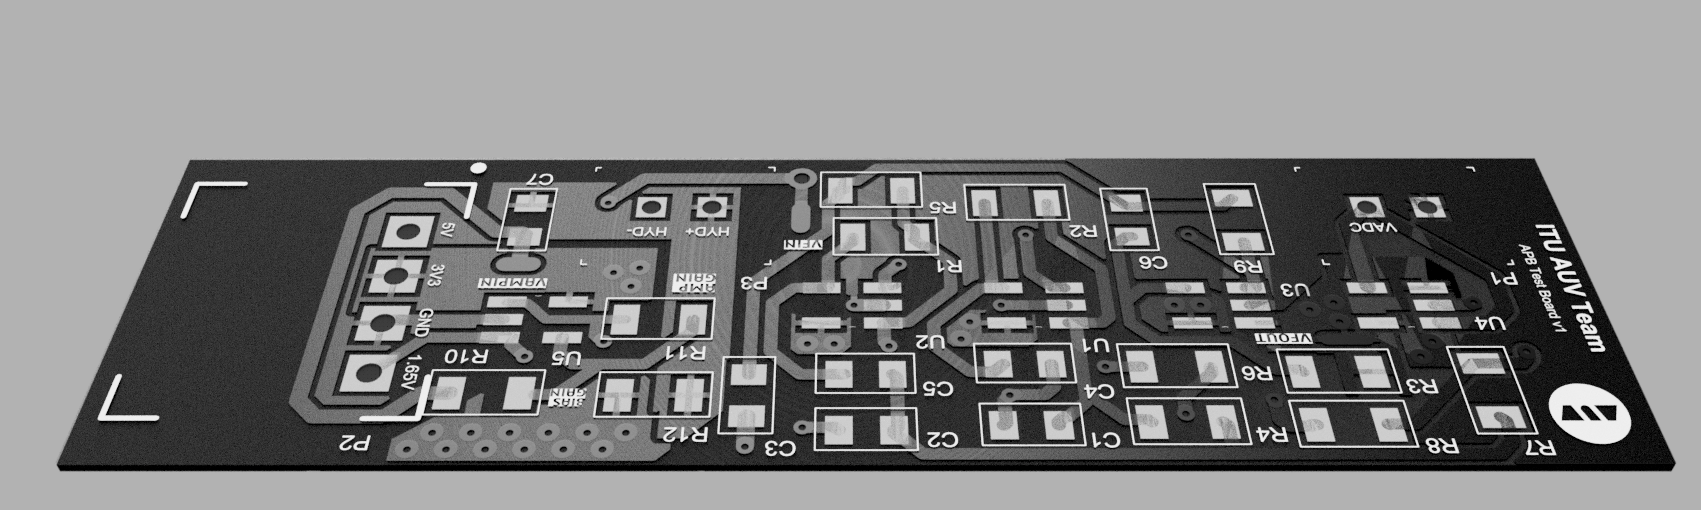 C7
5V
3V3
GND
1.65V
P2
HYD-
HYD+
VAMPIN
AMP
GAIN
VFIN
P3
R5
R1
R2
C6
R9
VADC
P1
U3
U4
VFOUT
R10
U5
R11
BIAS
GAIN
R12
C3
U2
C5
C2
U1
C4
C1
R6
R4
R3
R8
R7
ITU AUV Team
APB Test Board V1